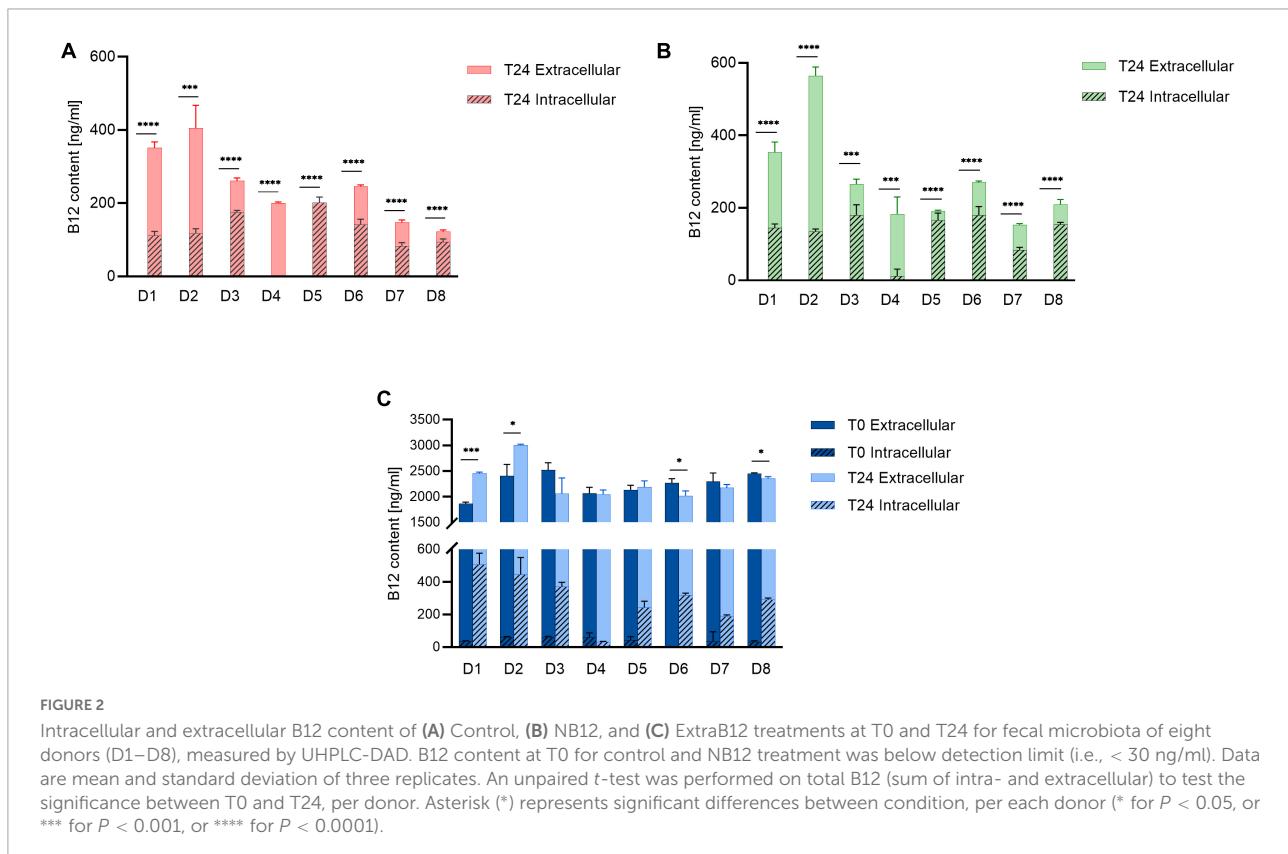 A
B12 content [ng/ml]
600
400
200
0
**** *** **** **** **** **** **** ****
D1 D2 D3 D4 D5 D6 D7 D8
T24 Extracellular
T24 Intracellular
B
B12 content [ng/ml]
600
400
200
0
**** **** *** *** **** **** **** ****
D1 D2 D3 D4 D5 D6 D7 D8
T24 Extracellular
T24 Intracellular
C
B12 content [ng/ml]
3500
3000
2500
2000
1500
600
400
200
0
*** * * *
D1 D2 D3 D4 D5 D6 D7 D8
T0 Extracellular
T0 Intracellular
T24 Extracellular
T24 Intracellular
FIGURE 2
Intracellular and extracellular B12 content of (A) Control, (B) NB12, and (C) ExtraB12 treatments at T0 and T24 for fecal microbiota of eight
donors (D1–D8), measured by UHPLC-DAD. B12 content at T0 for control and NB12 treatment was below detection limit (i.e., < 30 ng/ml). Data
are mean and standard deviation of three replicates. An unpaired t-test was performed on total B12 (sum of intra- and extracellular) to test the
significance between T0 and T24, per donor. Asterisk (*) represents significant differences between condition, per each donor (* for P < 0.05, or
*** for P < 0.001, or **** for P < 0.0001).